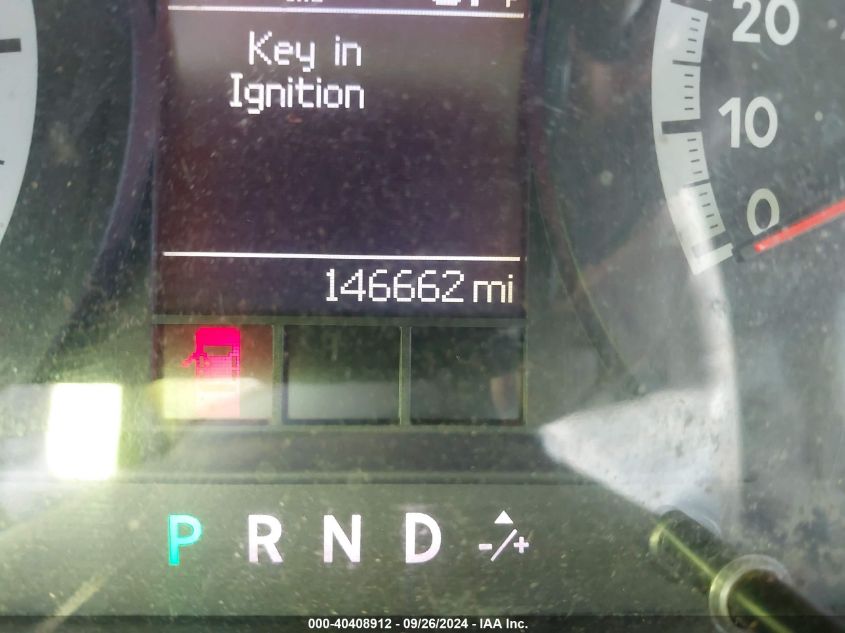 Key in
Ignition
20
10
0
146662 mi
P R N D -/+
000-40408912 - 09/26/2024 - IAA Inc.